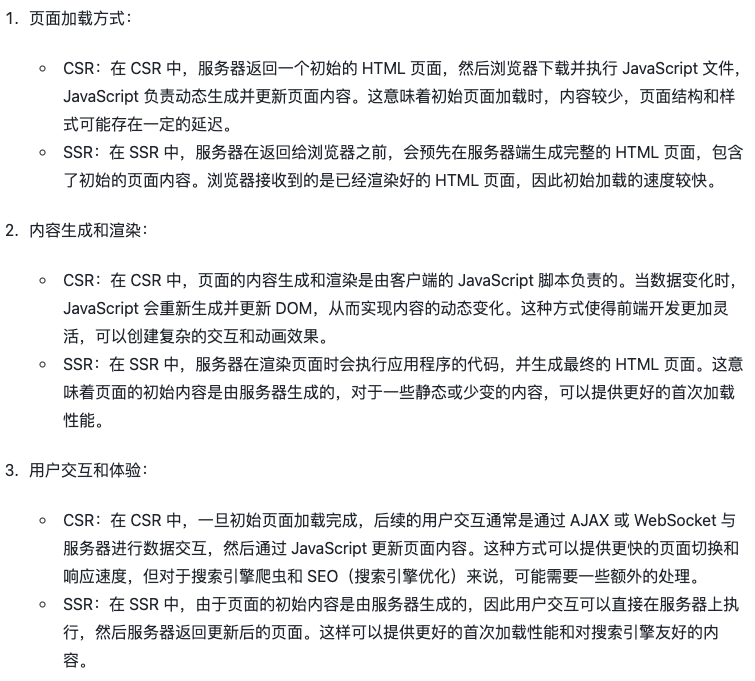 1. 页面加载方式：
○ CSR：在 CSR 中，服务器返回一个初始的 HTML 页面，然后浏览器下载并执行 JavaScript 文件，
JavaScript 负责动态生成并更新页面内容。这意味着初始页面加载时，内容较少，页面结构和样
式可能存在一定的延迟。
○ SSR：在 SSR 中，服务器在返回给浏览器之前，会预先在服务器端生成完整的 HTML 页面，包含
了初始的页面内容。浏览器接收到的是已经渲染好的 HTML 页面，因此初始加载的速度较快。
2. 内容生成和渲染：
○ CSR：在 CSR 中，页面的内容生成和渲染是由客户端的 JavaScript 脚本负责的。当数据变化时，
JavaScript 会重新生成并更新 DOM，从而实现内容的动态变化。这种方式使得前端开发更加灵
活，可以创建复杂的交互和动画效果。
○ SSR：在 SSR 中，服务器在渲染页面时会执行应用程序的代码，并生成最终的 HTML 页面。这意
味着页面的初始内容是由服务器生成的，对于一些静态或少变的内容，可以提供更好的首次加载
性能。
3. 用户交互和体验：
○ CSR：在 CSR 中，一旦初始页面加载完成，后续的用户交互通常是通过 AJAX 或 WebSocket 与
服务器进行数据交互，然后通过 JavaScript 更新页面内容。这种方式可以提供更快的页面切换和
响应速度，但对于搜索引擎爬虫和 SEO（搜索引擎优化）来说，可能需要一些额外的处理。
○ SSR：在 SSR 中，由于页面的初始内容是由服务器生成的，因此用户交互可以直接在服务器上执
行，然后服务器返回更新后的页面。这样可以提供更好的首次加载性能和对搜索引擎友好的内
容。